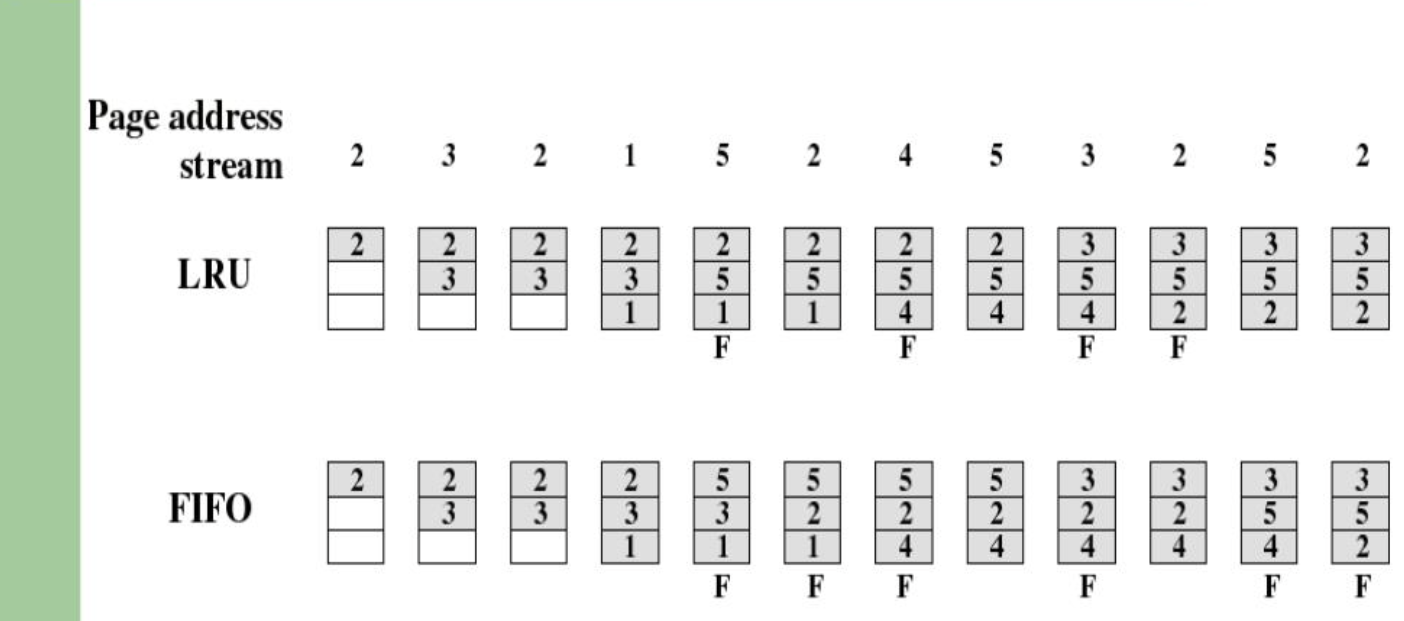 Page address
stream 2 3 2 1 5 2 4 5 3 2 5 2
LRU
2 2 2 2 2 2 2 2 3 3 3 3
3 3 3 5 5 5 5 5 5 5 5
1 1 1 4 4 4 2 2 2
F F F F
FIFO
2 2 2 2 5 5 5 5 3 3 3 3
3 3 3 3 2 2 2 2 2 5 5
1 1 1 4 4 4 4 4 2
F F F F F F